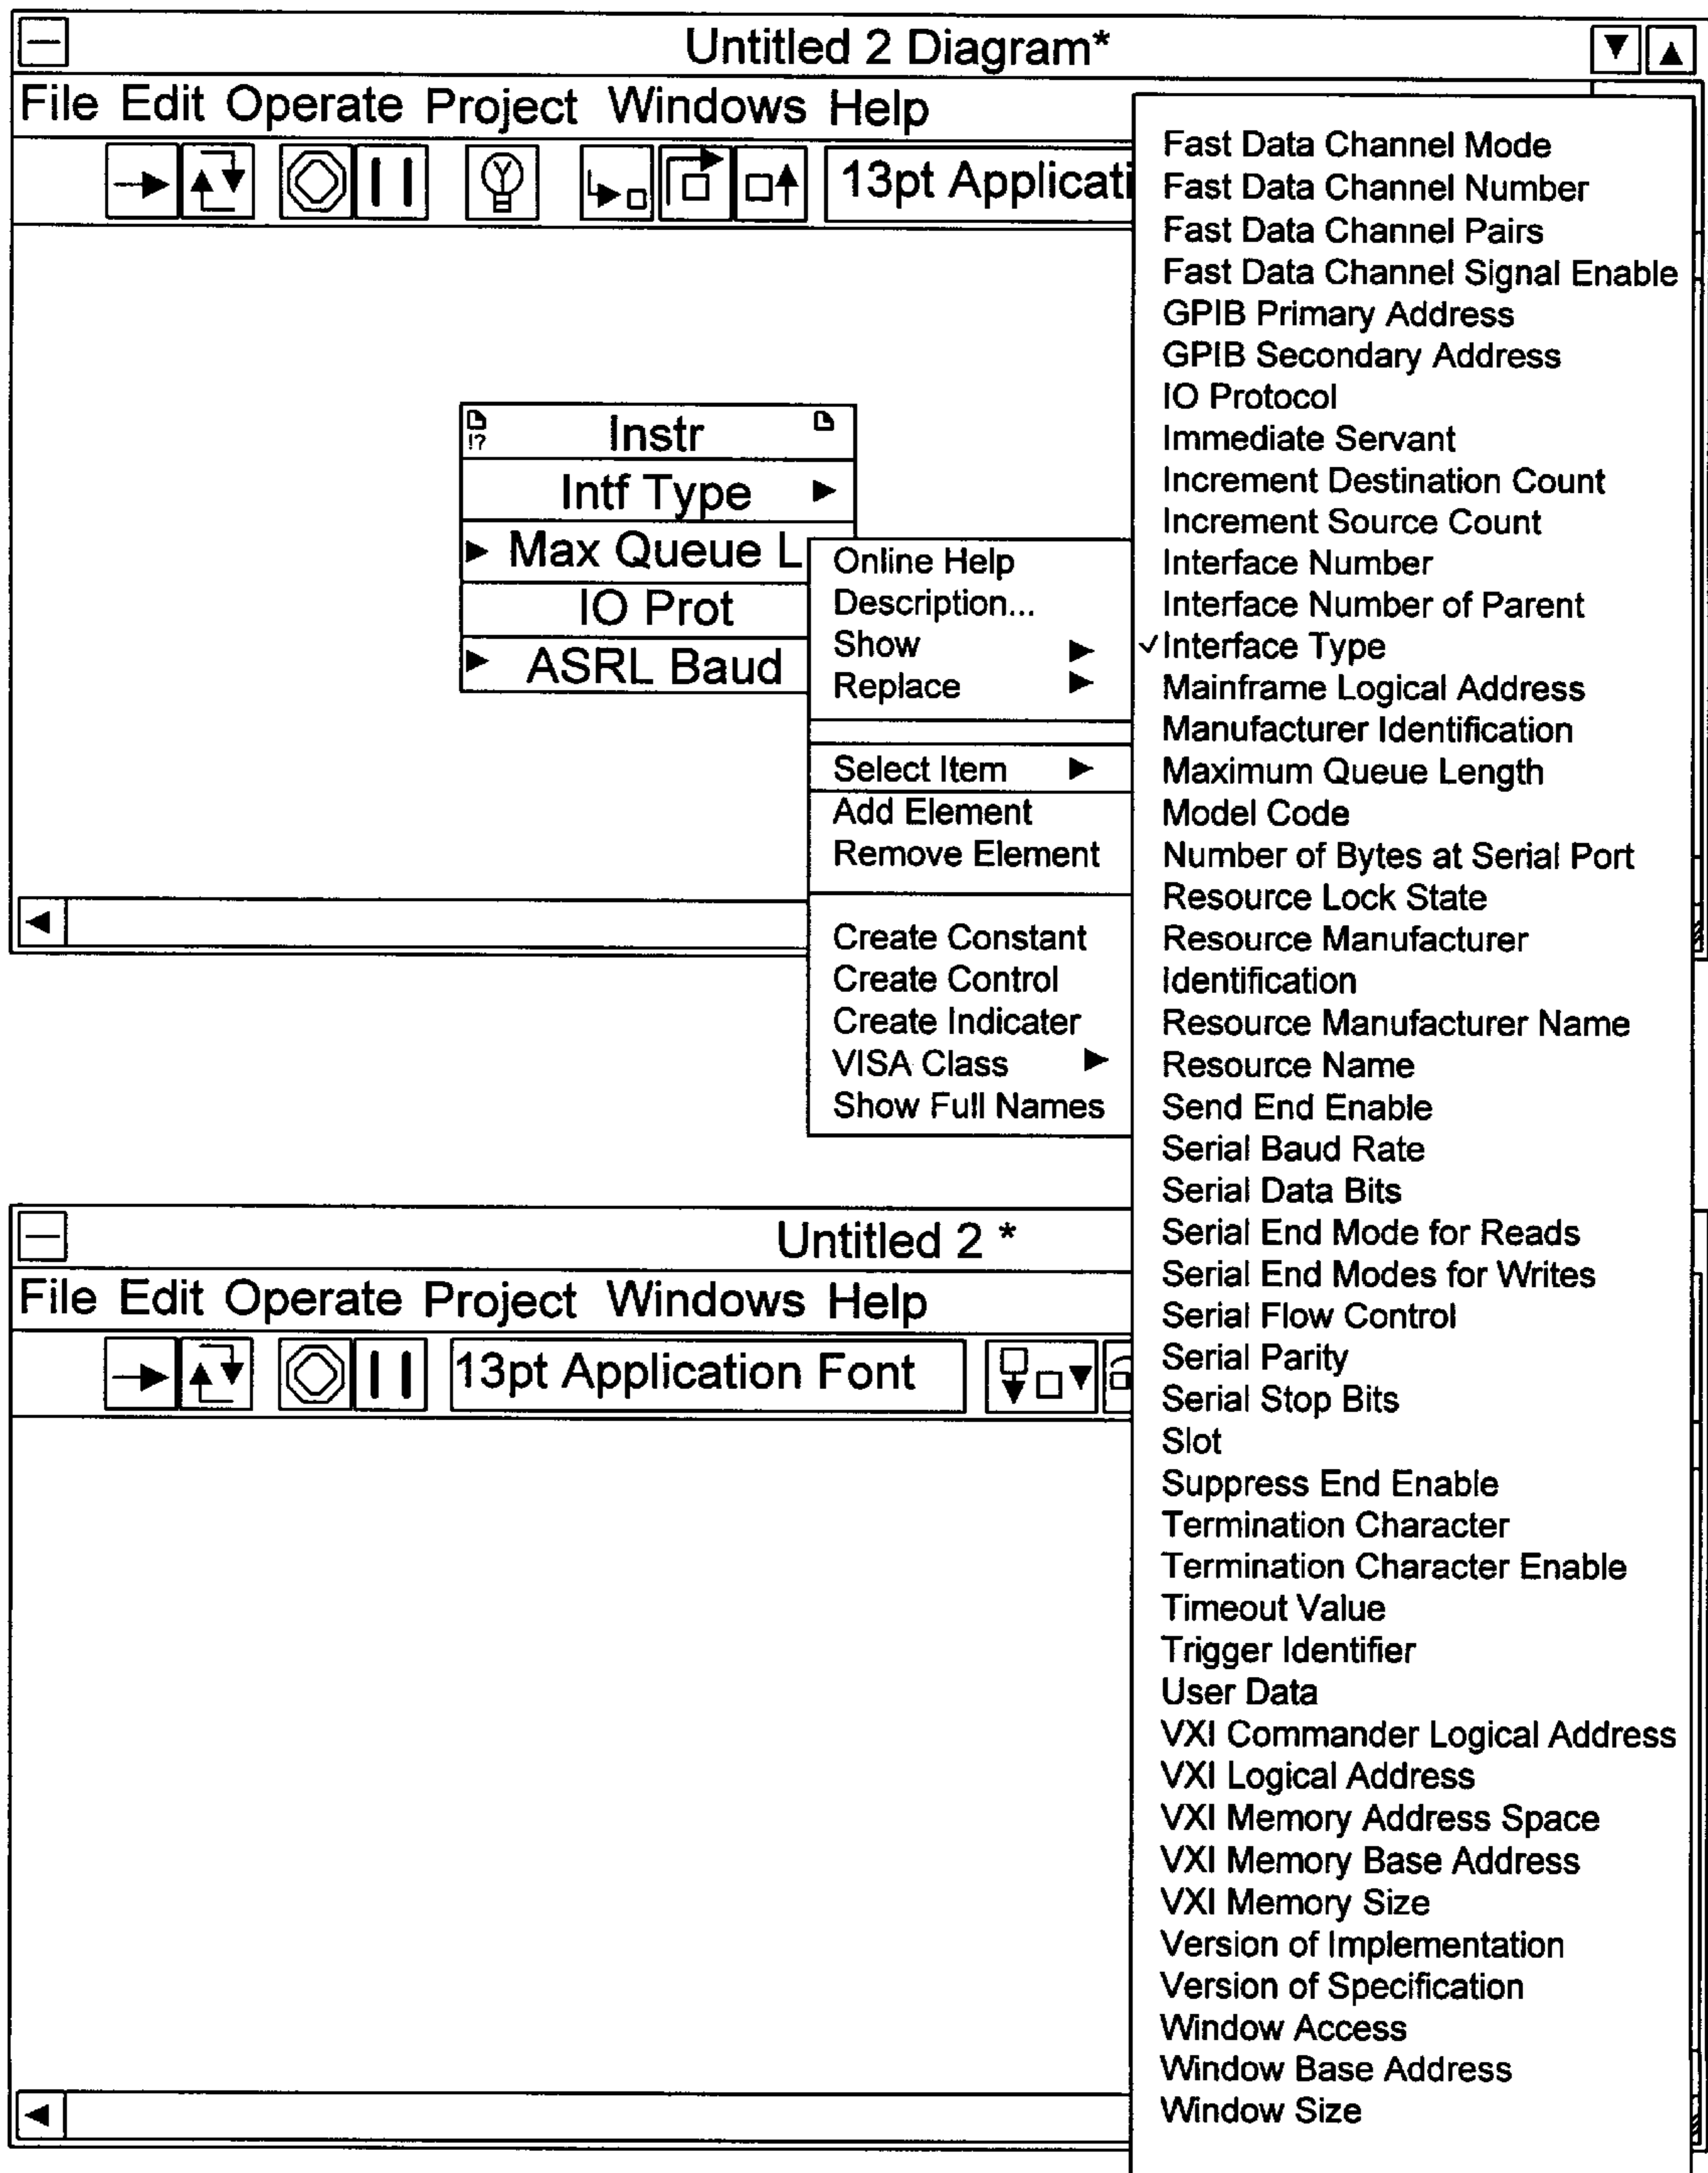 Untitled 2 Diagram*
File Edit Operate Project Windows Help
13pt Applicati
Instr
!?
Intf Type
Max Queue L
IO Prot
ASRL Baud
Online Help
Description...
Show
Replace
Select Item
Add Element
Remove Element
Create Constant
Create Control
Create Indicater
VISA Class
Show Full Names
Fast Data Channel Mode
Fast Data Channel Number
Fast Data Channel Pairs
Fast Data Channel Signal Enable
GPIB Primary Address
GPIB Secondary Address
IO Protocol
Immediate Servant
Increment Destination Count
Increment Source Count
Interface Number
Interface Number of Parent
✓Interface Type
Mainframe Logical Address
Manufacturer Identification
Maximum Queue Length
Model Code
Number of Bytes at Serial Port
Resource Lock State
Resource Manufacturer
Identification
Resource Manufacturer Name
Resource Name
Send End Enable
Serial Baud Rate
Serial Data Bits
Serial End Mode for Reads
Serial End Modes for Writes
Serial Flow Control
Serial Parity
Serial Stop Bits
Slot
Suppress End Enable
Termination Character
Termination Character Enable
Timeout Value
Trigger Identifier
User Data
VXI Commander Logical Address
VXI Logical Address
VXI Memory Address Space
VXI Memory Base Address
VXI Memory Size
Version of Implementation
Version of Specification
Window Access
Window Base Address
Window Size
Untitled 2 *
File Edit Operate Project Windows Help
13pt Application Font